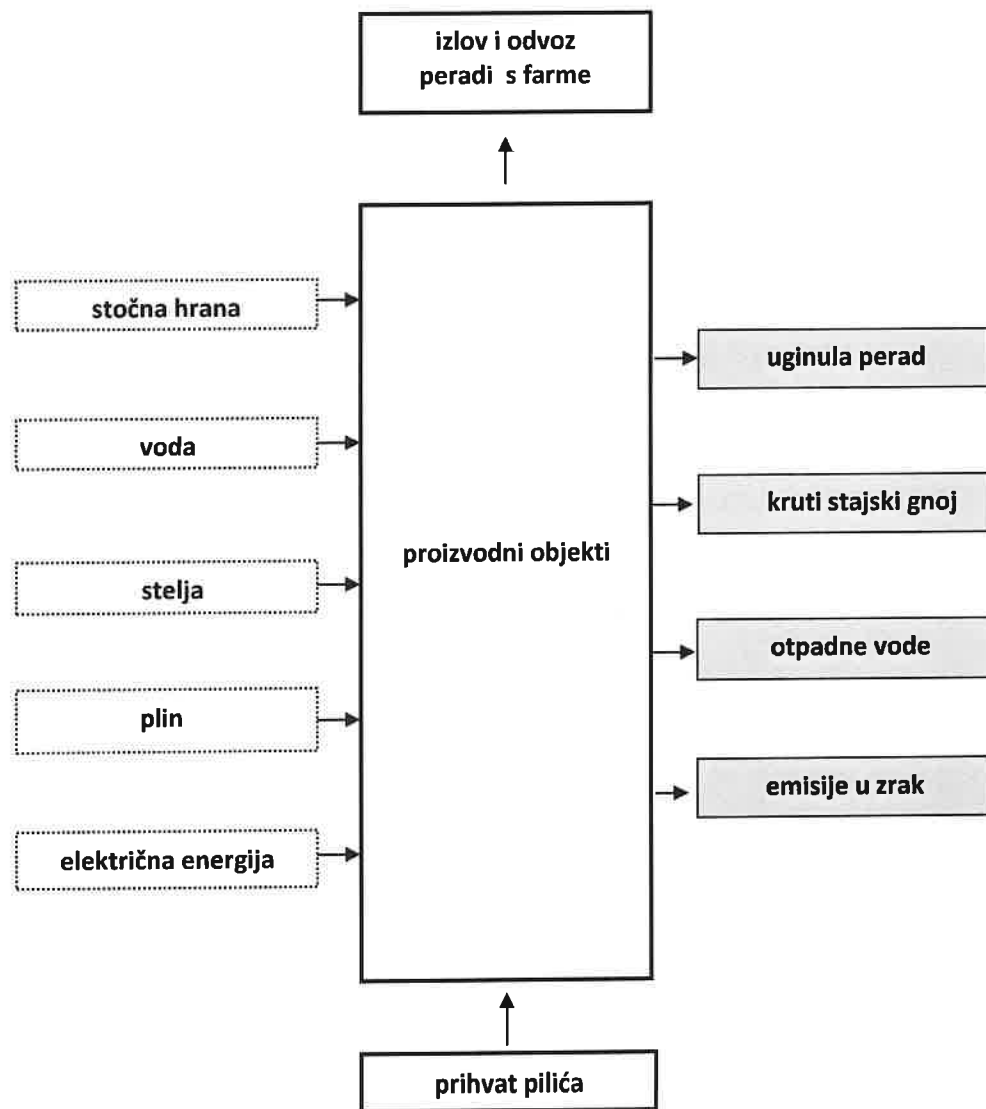 izlov i odvoz
peradi s farme
stočna hrana
uginula perad
voda
kruti stajski gnoj
proizvodni objekti
stelja
otpadne vode
plin
emisije u zrak
električna energija
prihvat pilića